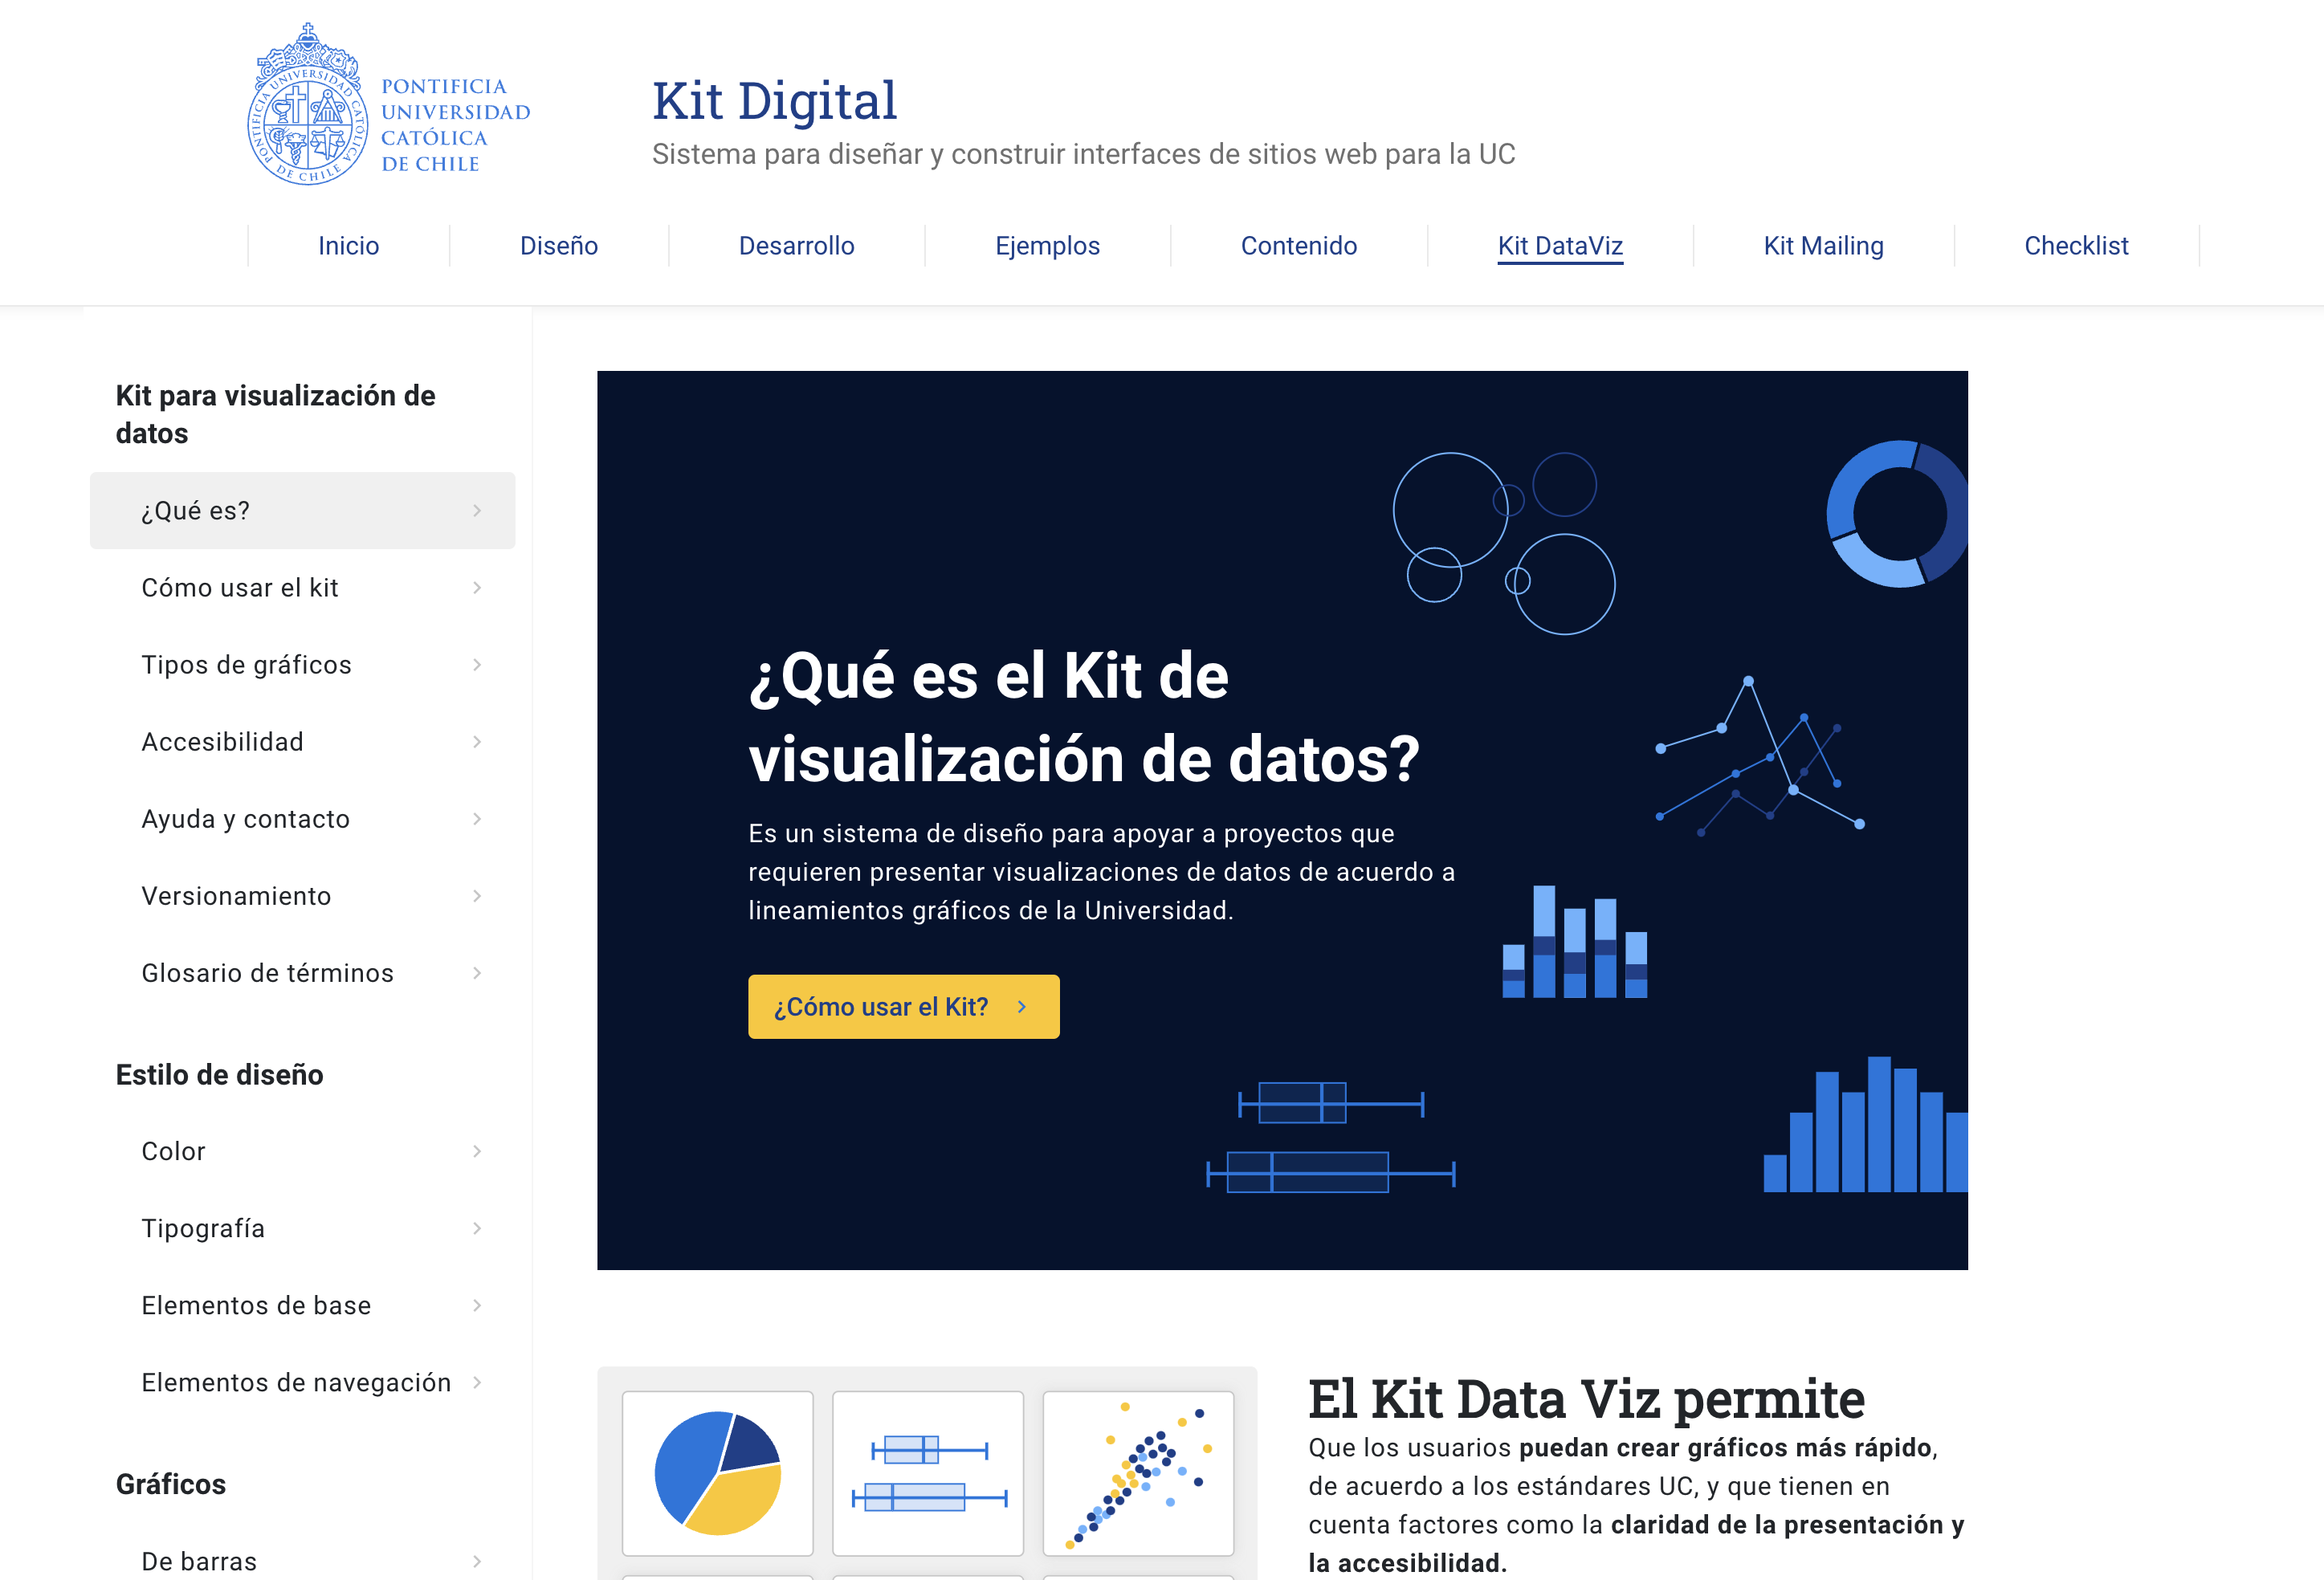 PONTIFICIA UNIVERSIDAD CATOLICA DE CHILE
PONTIFICIA
UNIVERSIDAD
CATÓLICA
DE CHILE
Kit Digital
Sistema para diseñar y construir interfaces de sitios web para la UC
Inicio
Diseño
Desarrollo
Ejemplos
Contenido
Kit DataViz
Kit Mailing
Checklist
Kit para visualización de
datos
¿Qué es?
Cómo usar el kit
Tipos de gráficos
Accesibilidad
Ayuda y contacto
Versionamiento
Glosario de términos
Estilo de diseño
Color
Tipografía
Elementos de base
Elementos de navegación
Gráficos
De barras
¿Qué es el Kit de
visualización de datos?
Es un sistema de diseño para apoyar a proyectos que
requieren presentar visualizaciones de datos de acuerdo a
lineamientos gráficos de la Universidad.
¿Cómo usar el Kit?
El Kit Data Viz permite
Que los usuarios puedan crear gráficos más rápido,
de acuerdo a los estándares UC, y que tienen en
cuenta factores como la claridad de la presentación y
la accesibilidad.